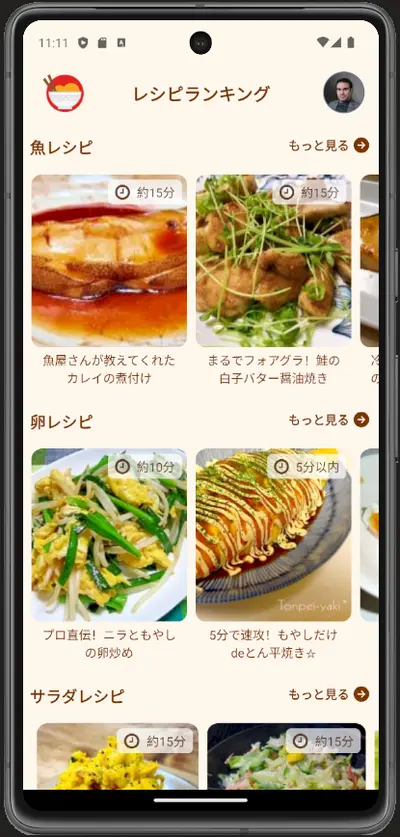 11:11
レシピランキング
魚レシピ
もっと見る
約15分
約15分
魚屋さんが教えてくれた
カレイの煮付け
まるでフォアグラ！鮭の
白子バター醤油焼き
卵レシピ
もっと見る
約10分
5分以内
Tonpei-yaki*
プロ直伝！ニラともやし
の卵炒め
5分で速攻！もやしだけ
deとん平焼き☆
サラダレシピ
もっと見る
約15分
約15分